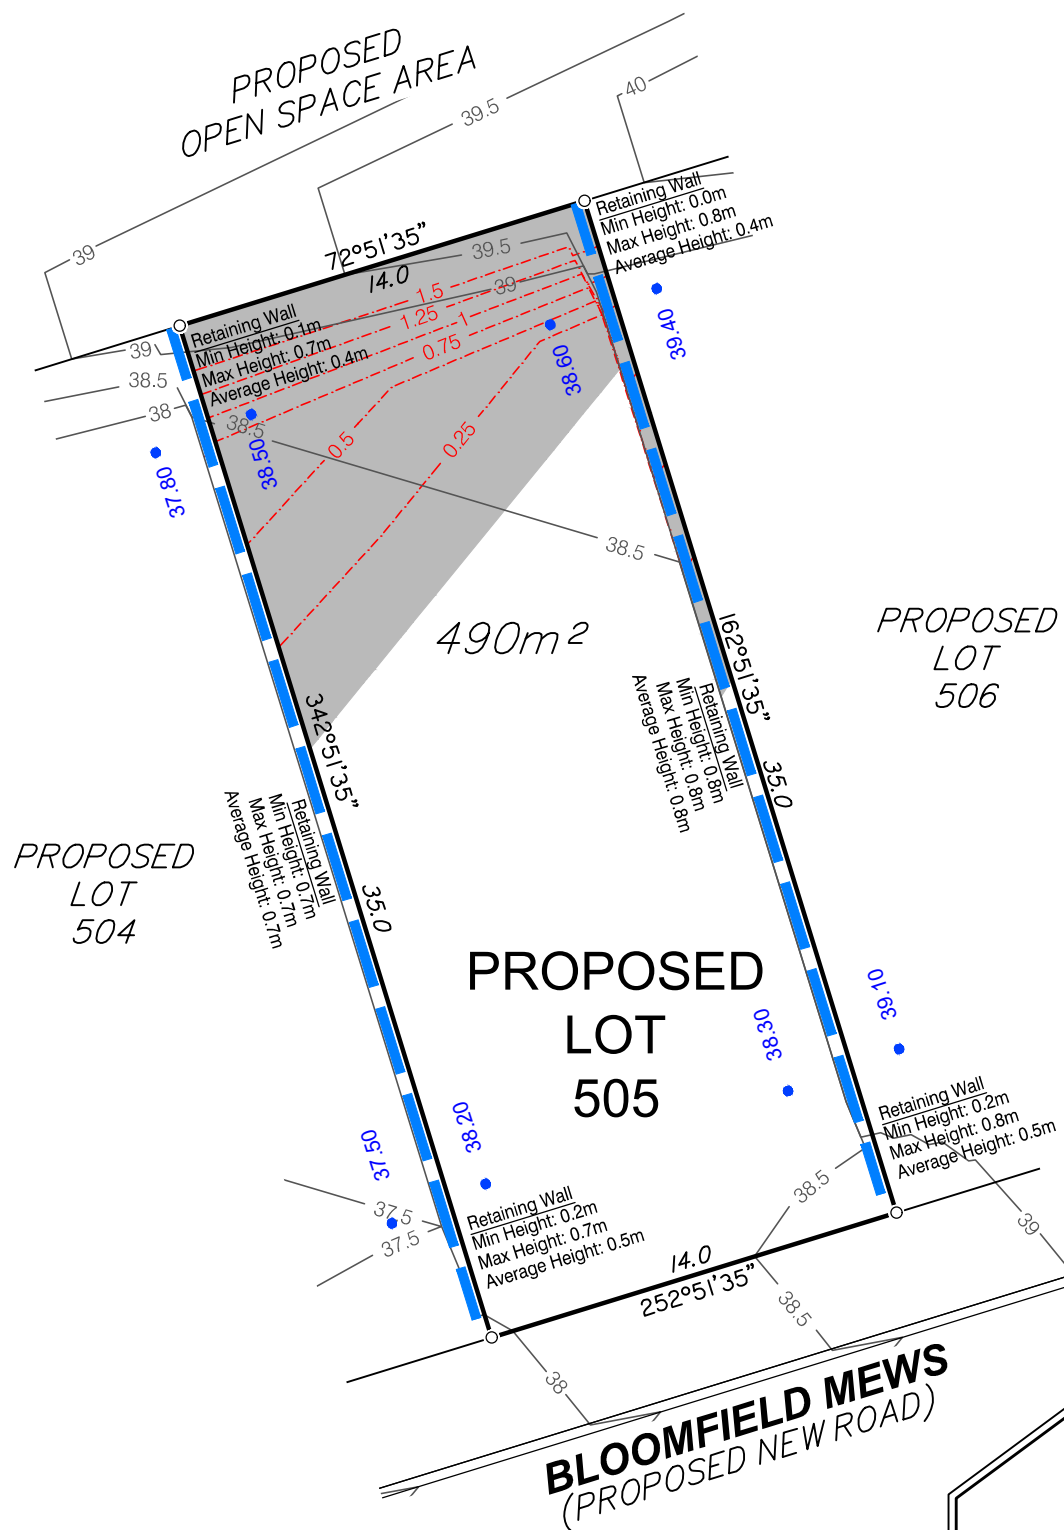 PROPOSED
OPEN SPACE AREA
39.5
40
39
72°51'35"
14.0
39.5
39
Retaining Wall
Min Height: 0.0m
Max Height: 0.8m
Average Height: 0.4m
39.40
Retaining Wall
Min Height: 0.1m
Max Height: 0.7m
Average Height: 0.4m
1.5
1.25
1
0.75
0.5
0.25
39
38.5
38
38.5
38.60
38.50
37.80
38.5
490m²
162°51'35"
35.0
PROPOSED
LOT
506
Retaining Wall
Min Height: 0.8m
Max Height: 0.8m
Average Height: 0.8m
342°51'35"
35.0
Retaining Wall
Min Height: 0.7m
Max Height: 0.7m
Average Height: 0.7m
PROPOSED
LOT
504
PROPOSED
LOT
505
39.10
38.30
38.20
37.50
Retaining Wall
Min Height: 0.2m
Max Height: 0.8m
Average Height: 0.5m
37.5
37.5
38.5
39
Retaining Wall
Min Height: 0.2m
Max Height: 0.7m
Average Height: 0.5m
14.0
252°51'35"
38.5
38
BLOOMFIELD MEWS
(PROPOSED NEW ROAD)